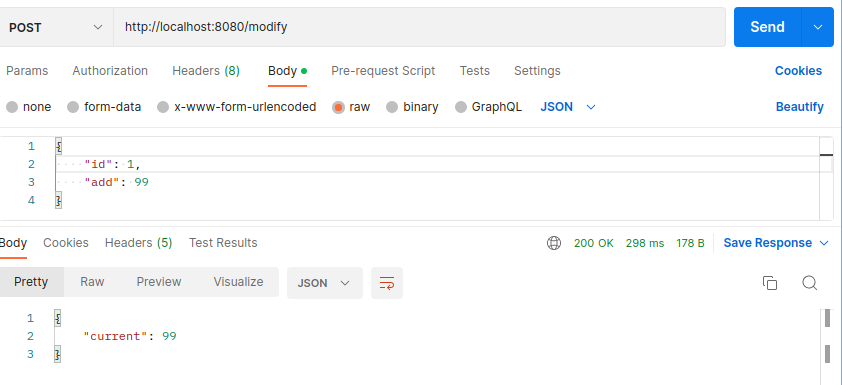 POST http://localhost:8080/modify Send
Params Authorization Headers (8) Body Pre-request Script Tests Settings Cookies
none form-data x-www-form-urlencoded raw binary GraphQL JSON Beautify
1 {
2 "id": 1,
3 "add": 99
4 }
Body Cookies Headers (5) Test Results 200 OK 298 ms 178 B Save Response
Pretty Raw Preview Visualize JSON
1 {
2 "current": 99
3 }